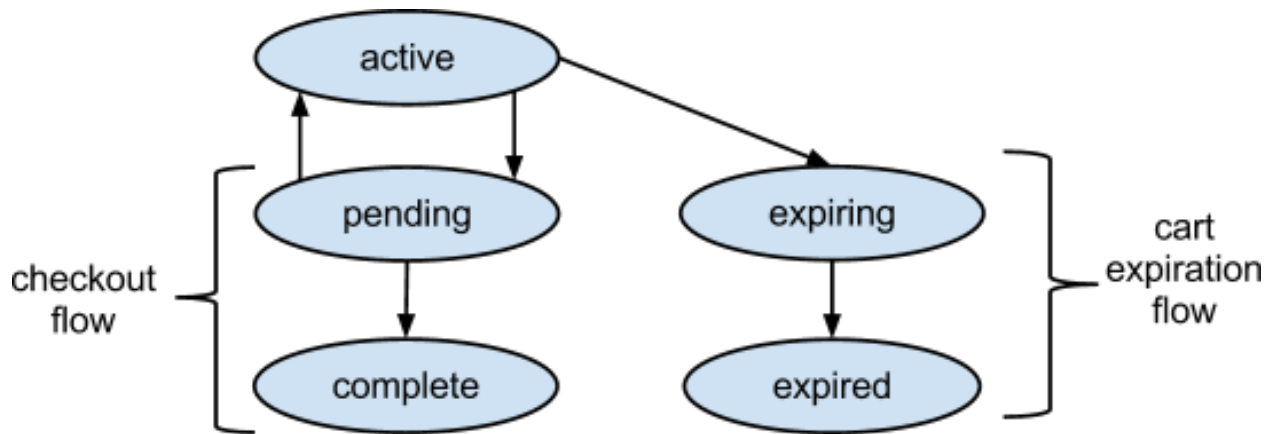 active
pending
expiring
checkout
flow
cart
expiration
flow
complete
expired